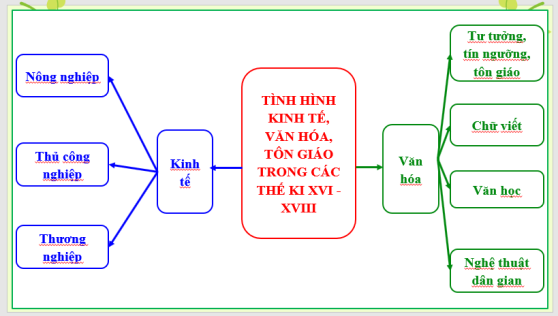 Nông nghiệp
Thủ công
nghiệp
Thương
nghiệp
Kinh
tế
TÌNH HÌNH
KINH TẾ,
VĂN HÓA,
TÔN GIÁO
TRONG CÁC
THẾ KI XVI -
XVIII
Văn
hóa
Tư tưởng,
tín ngưỡng,
tôn giáo
Chữ viết
Văn học
Nghệ thuật
dân gian